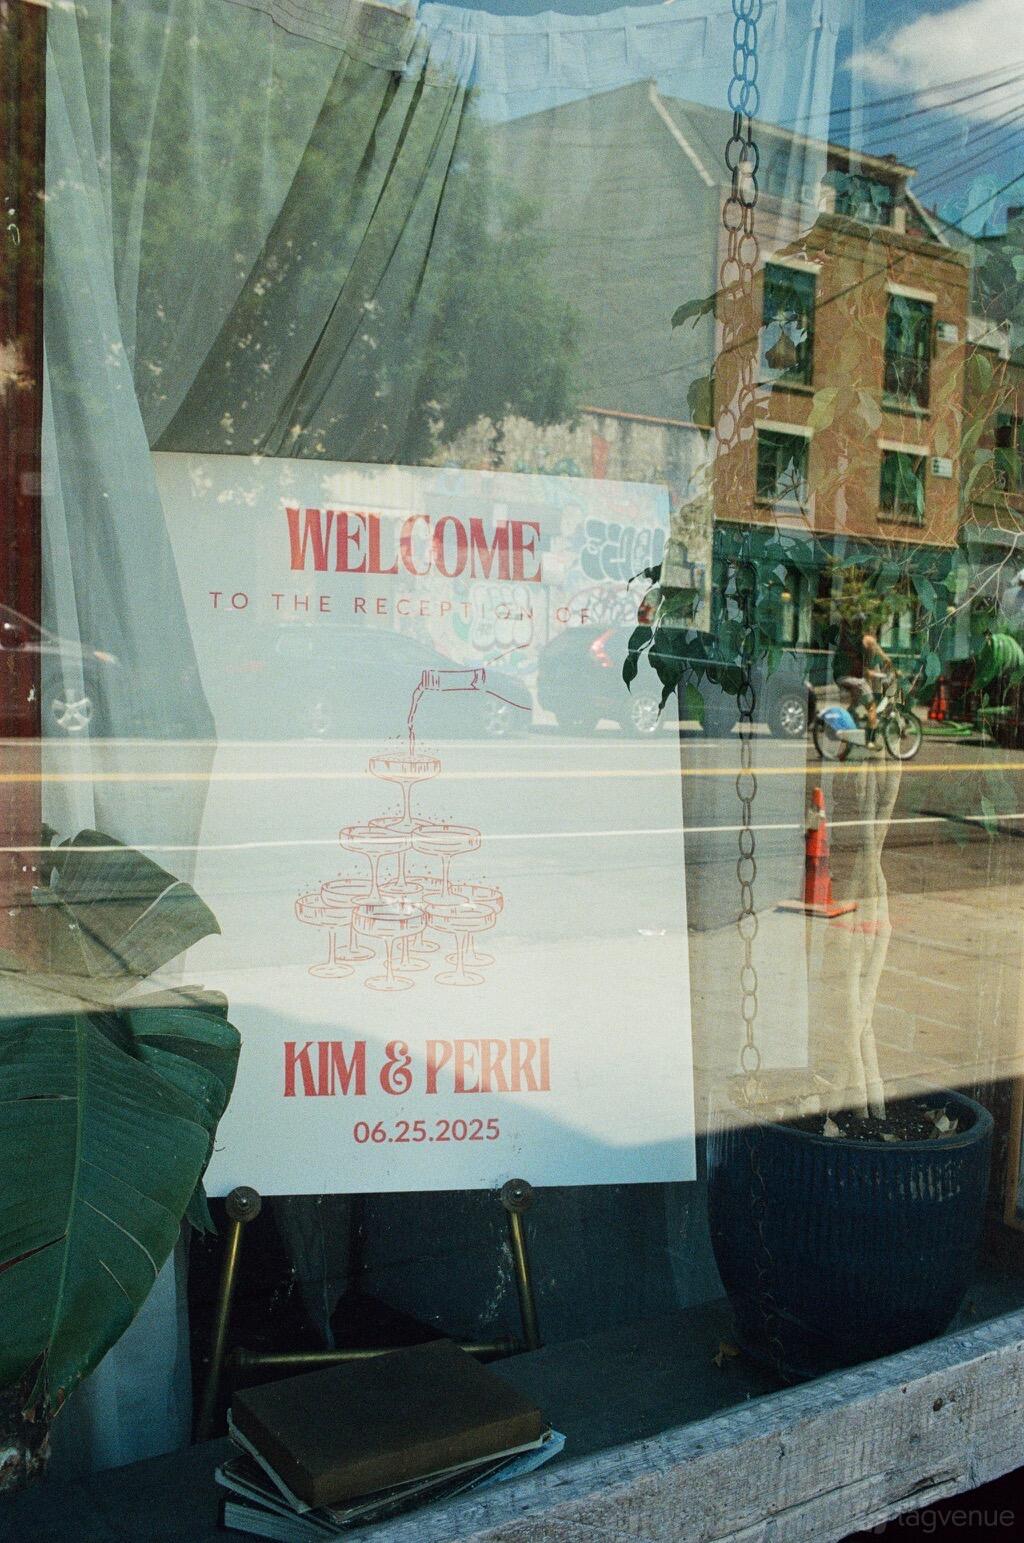 WELCOME
TO THE RECEPTION OF
KIM & PERRI
06.25.2025
tagvenue